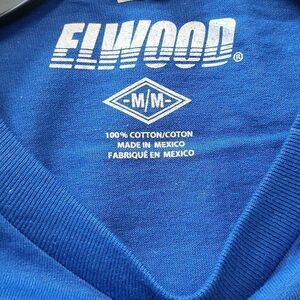 ELWOOD®
-M/M-
100% COTTON/COTON
MADE IN MEXICO
FABRIQUÉ EN MEXICO